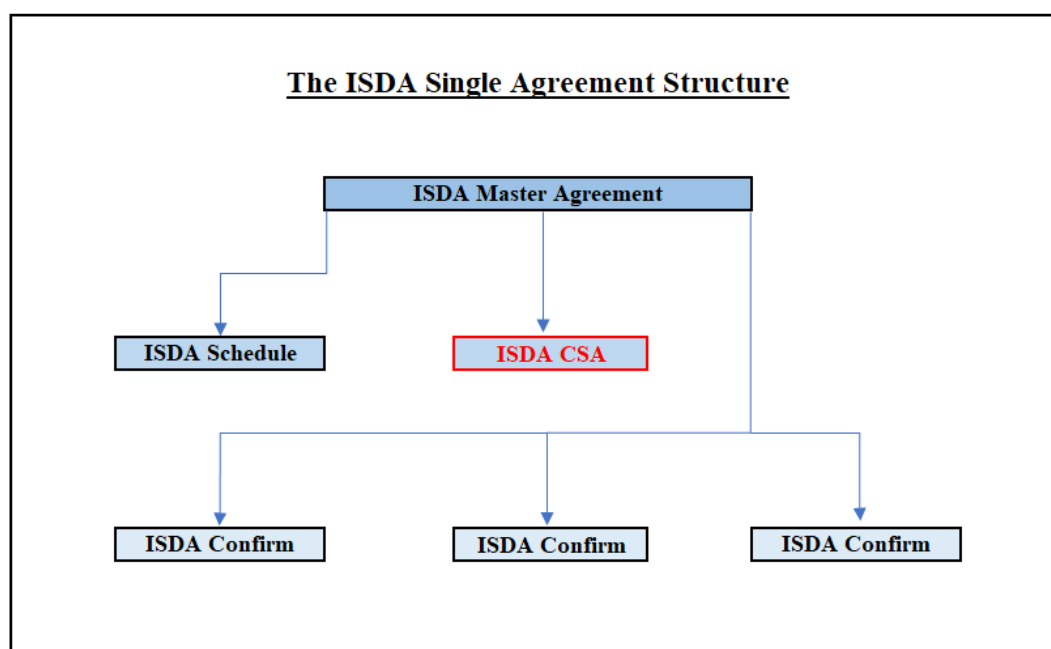 The ISDA Single Agreement Structure
ISDA Master Agreement
ISDA Schedule
ISDA CSA
ISDA Confirm
ISDA Confirm
ISDA Confirm